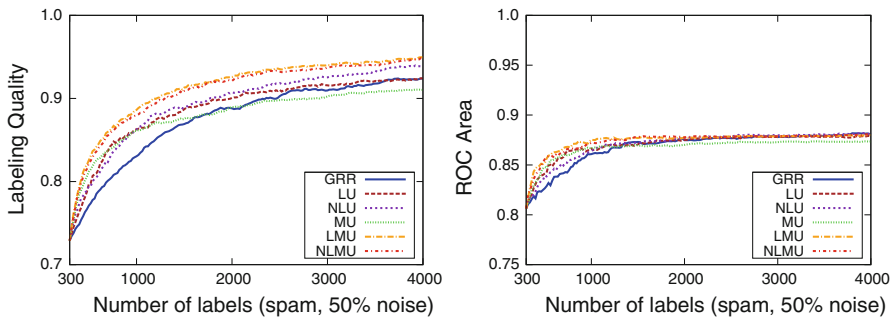 1.0
0.9
0.8
0.7
300
1000
2000
3000
4000
Labeling Quality
Number of labels (spam, 50% noise)
GRR
LU
NLU
MU
LMU
NLMU
1.0
0.95
0.9
0.85
0.8
0.75
300
1000
2000
3000
4000
ROC Area
Number of labels (spam, 50% noise)
GRR
LU
NLU
MU
LMU
NLMU